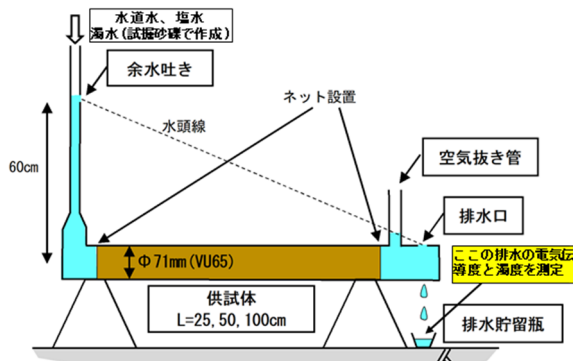 水道水、塩水
濁水(試掘砂礫で作成)
余水吐き
ネット設置
水頭線
60cm
空気抜き管
排水口
Φ71mm(VU65)
ここの排水の電気伝
導度と濁度を測定
供試体
L=25,50,100cm
排水貯留瓶